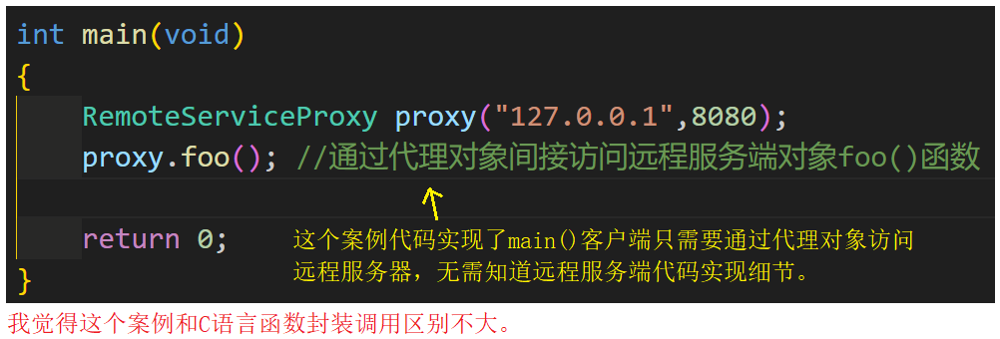 int main(void)
{
RemoteServiceProxy proxy("127.0.0.1",8080);
proxy.foo(); //通过代理对象间接访问远程服务端对象foo()函数
return 0;
这个案例代码实现了main()客户端只需要通过代理对象访问
远程服务器，无需知道远程服务端代码实现细节。
}
我觉得这个案例和C语言函数封装调用区别不大。